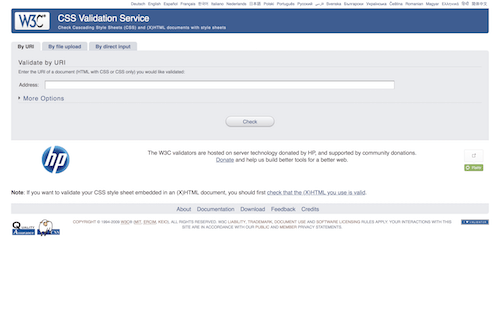 Deutsch English Español Français 한국어 Italiano Nederlands 日本語 Polski Português Русский فارسی Svenska Български Українська Čeština Romanian Magyar Ελληνικά हिन्दी 简体中文
W3C CSS Validation Service
Check Cascading Style Sheets (CSS) and (X)HTML documents with style sheets
By URI By file upload By direct input
Validate by URI
Enter the URI of a document (HTML with CSS or CSS only) you would like validated:
Address:
More Options
Check
hp
The W3C validators are hosted on server technology donated by HP, and supported by community donations.
Donate and help us build better tools for a better web.
Note: If you want to validate your CSS style sheet embedded in an (X)HTML document, you should first check that the (X)HTML you use is valid.
About Documentation Download Feedback Credits
COPYRIGHT © 1994-2009 W3C® (MIT, ERCIM, KEIO), ALL RIGHTS RESERVED. W3C LIABILITY, TRADEMARK, DOCUMENT USE AND SOFTWARE LICENSING RULES APPLY. YOUR INTERACTIONS WITH THIS
SITE ARE IN ACCORDANCE WITH OUR PUBLIC AND MEMBER PRIVACY STATEMENTS.